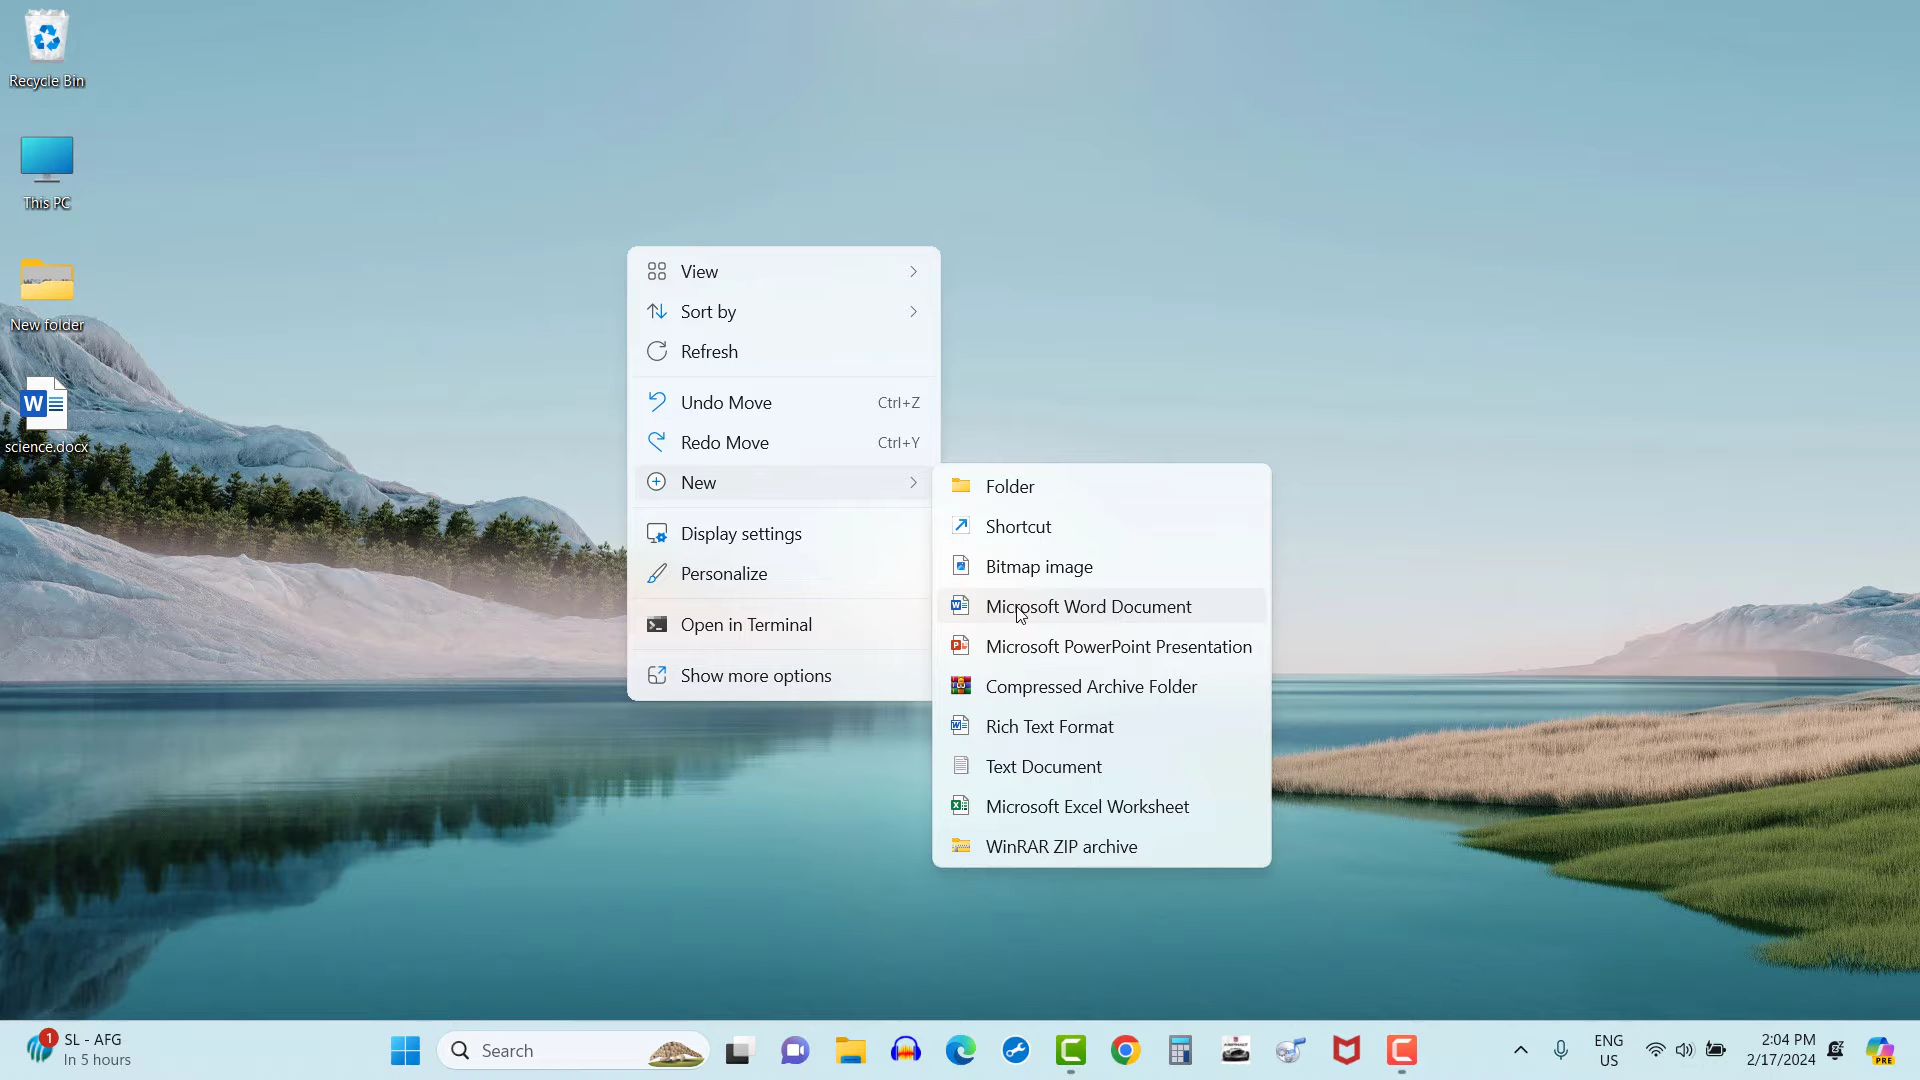 Recycle Bin
This PC
New folder
science.docx
View
Sort by
Refresh
Undo Move Ctrl+Z
Redo Move Ctrl+Y
New
Display settings
Personalize
Open in Terminal
Show more options
Folder
Shortcut
Bitmap image
Microsoft Word Document
Microsoft PowerPoint Presentation
Compressed Archive Folder
Rich Text Format
Text Document
Microsoft Excel Worksheet
WinRAR ZIP archive
1
SL - AFG
In 5 hours
Search
ENG
US
2:04 PM
2/17/2024
PRE